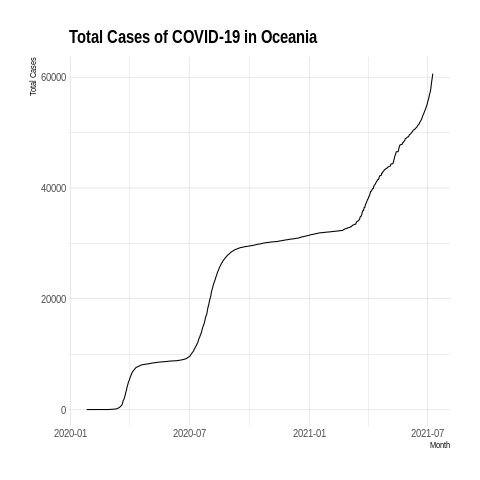 Total Cases of COVID-19 in Oceania
Total Cases
60000
40000
20000
0
2020-01 2020-07 2021-01 2021-07
Month